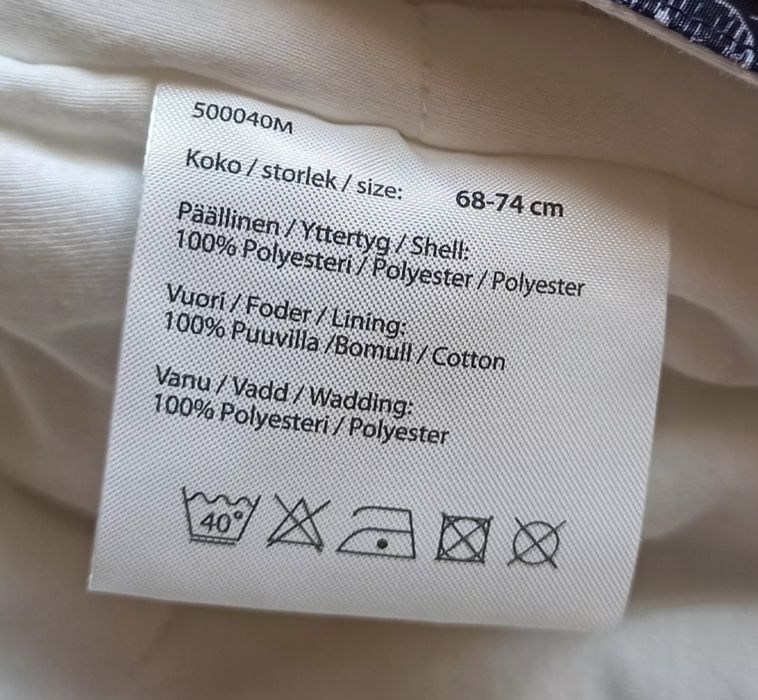 500040M
Koko / storlek / size: 68-74 cm
Päällinen / Yttertyg / Shell:
100% Polyesteri / Polyester / Polyester
Vuori / Foder / Lining:
100% Puuvilla /Bomull / Cotton
Vanu / Vadd / Wadding:
100% Polyesteri / Polyester
40°